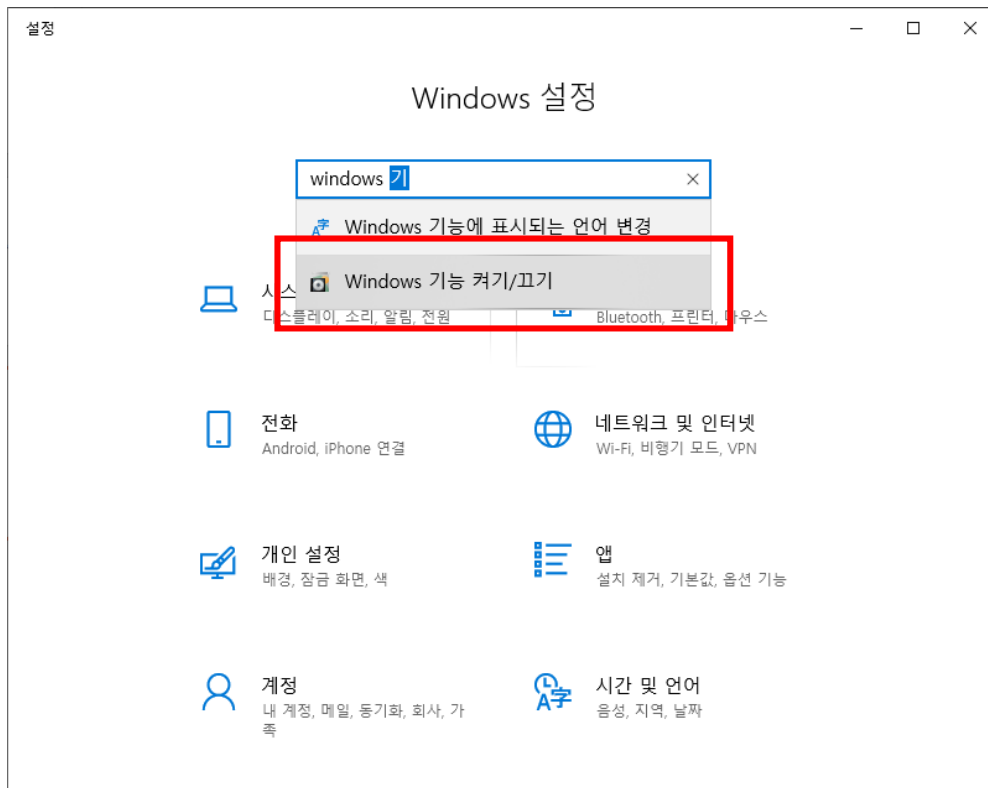 설정
Windows 설정
windows 기
Windows 기능에 표시되는 언어 변경
Windows 기능 켜기/끄기
시스
디스플레이, 소리, 알림, 전원
Bluetooth, 프린터, 마우스
전화
Android, iPhone 연결
네트워크 및 인터넷
Wi-Fi, 비행기 모드, VPN
개인 설정
배경, 잠금 화면, 색
앱
설치 제거, 기본값, 옵션 기능
계정
내 계정, 메일, 동기화, 회사, 가
족
시간 및 언어
음성, 지역, 날짜